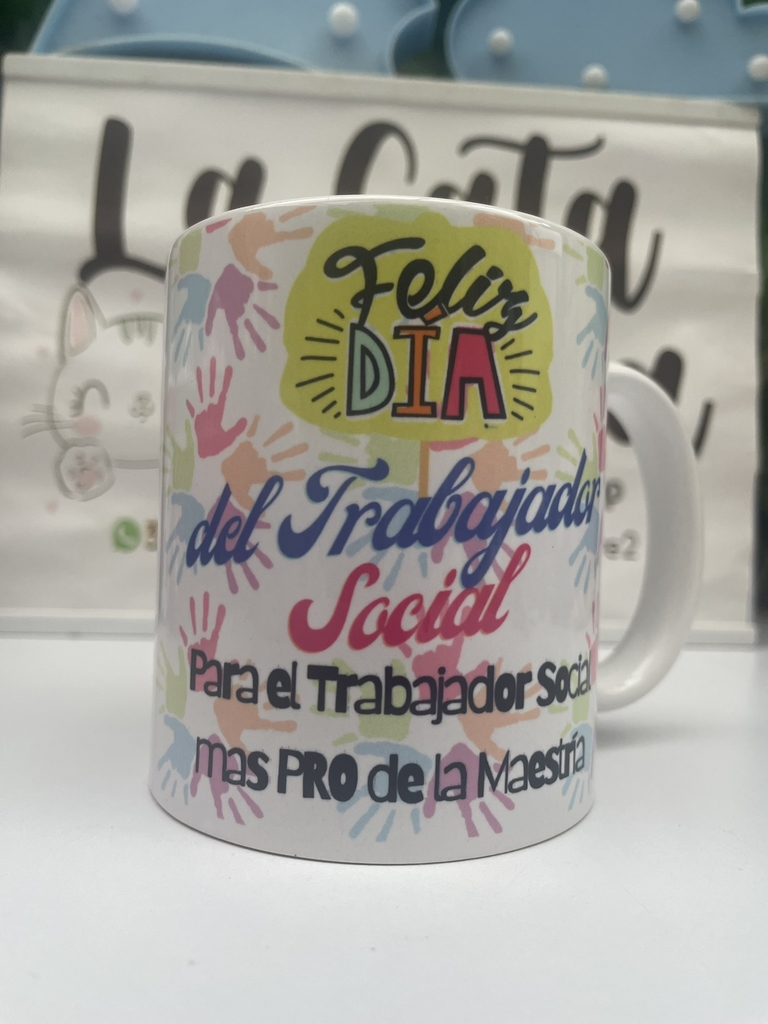 La Gata
Feliz
DÍA
del Trabajador
Social
Para el Trabajador Social
mas PRO de la Maestría